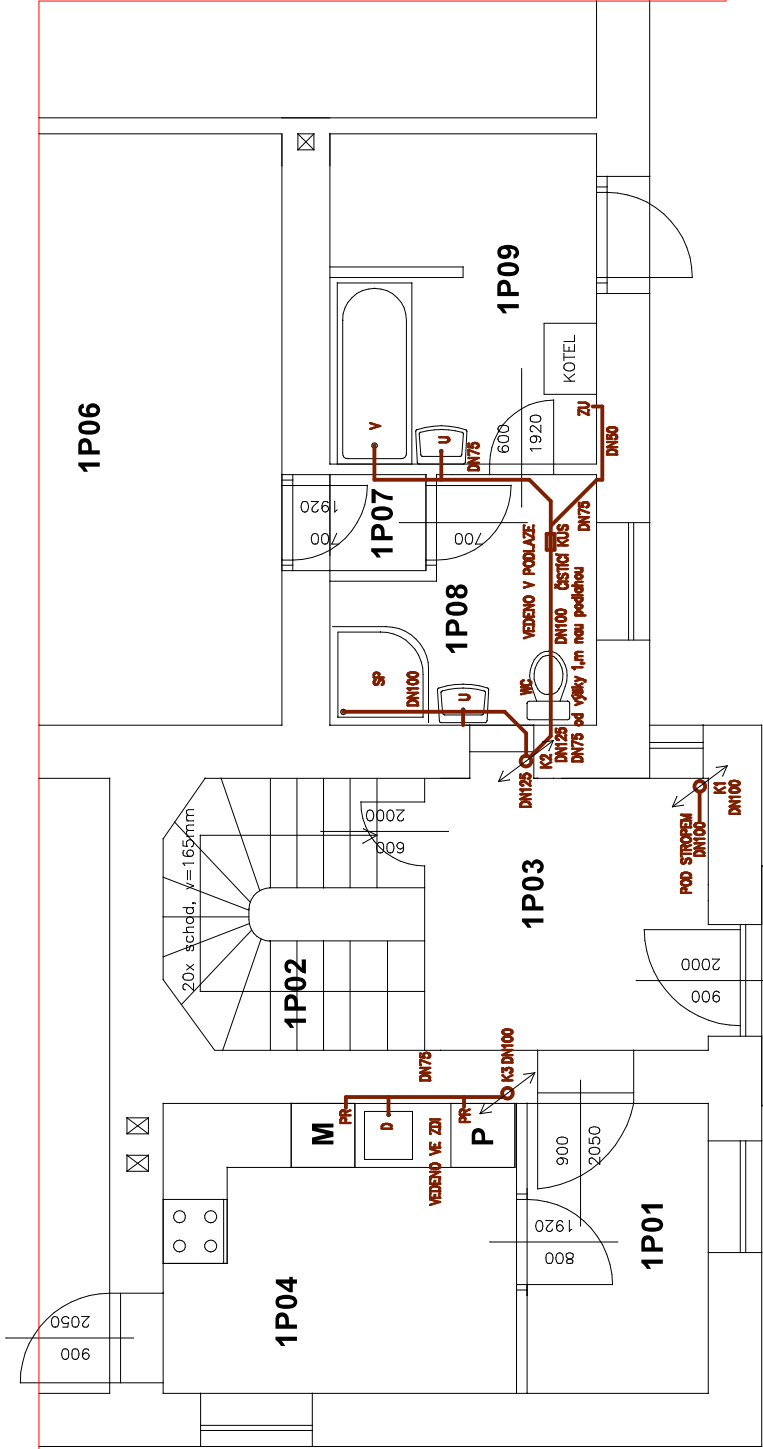 1P06
1P09
KOTEL
V
U
DN75
600
1920
ZU
DN50
1920
700
1P07
700
DN75
VEDENO V PODLAZE
ČISTÍCÍ KUS
1P08
DN100
SP
DN100
U
WC
DN125
K2
DN125
DN75 od výšky 1,m nau podlahou
K1
DN100
POD STROPEM
DN100
2000
600
20x schod, v=165mm
1P02
1P03
2000
900
DN75
K3 DN100
PR
M
D
PR
P
VEDENO VE ZDI
900
2050
1920
800
1P01
1P04
2050
900